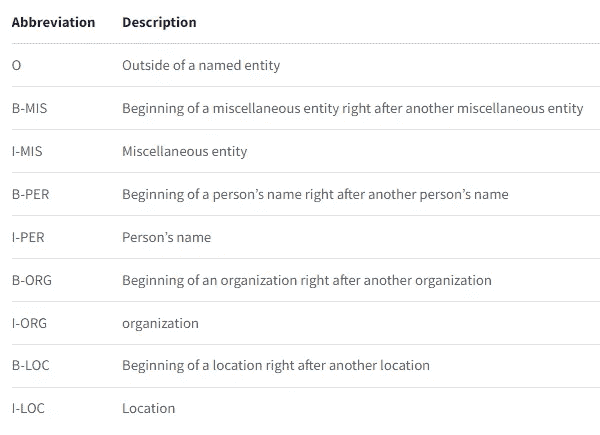 Abbreviation Description
O Outside of a named entity
B-MIS Beginning of a miscellaneous entity right after another miscellaneous entity
I-MIS Miscellaneous entity
B-PER Beginning of a person’s name right after another person’s name
I-PER Person’s name
B-ORG Beginning of an organization right after another organization
I-ORG organization
B-LOC Beginning of a location right after another location
I-LOC Location